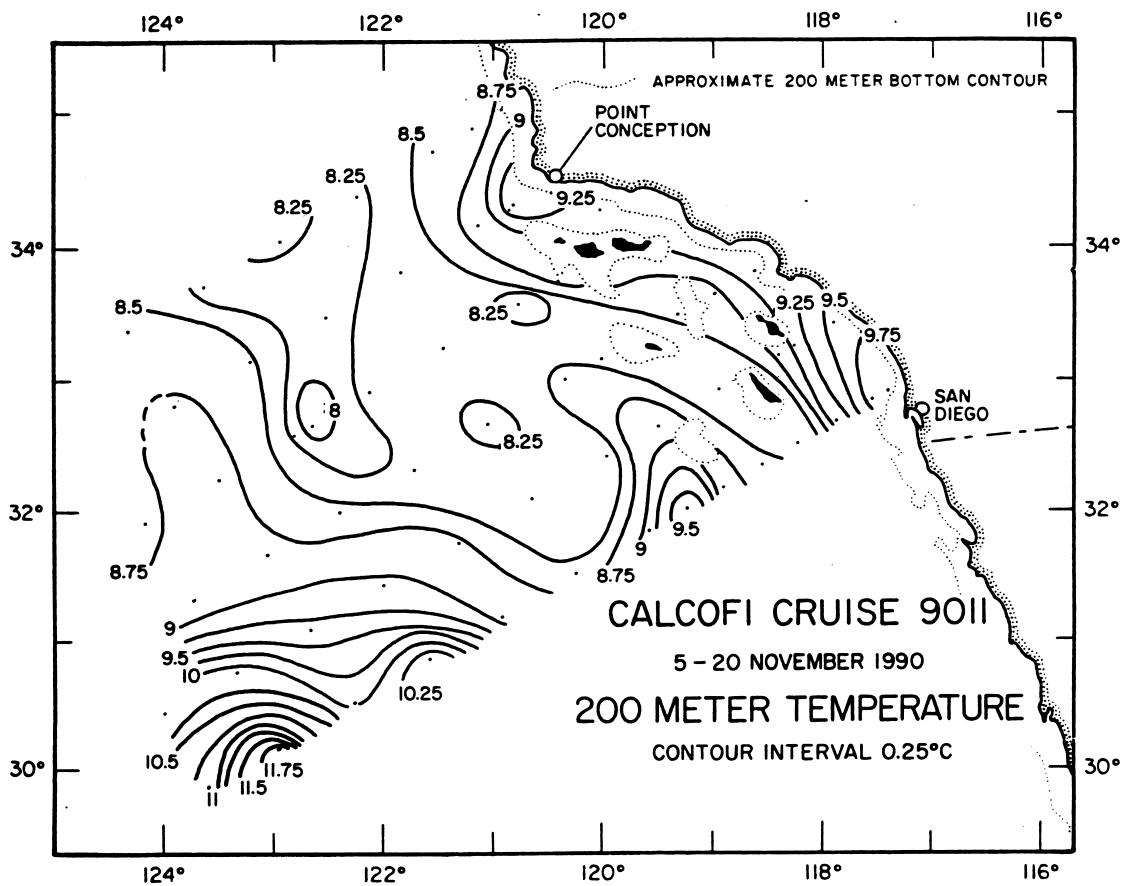 124° 122° 120° 118° 116°
APPROXIMATE 200 METER BOTTOM CONTOUR
8.75
POINT
CONCEPTION
9
8.5
8.25
8.25
9.25
34° 34°
8.5
8.25
9.25 9.5
9.75
SAN
DIEGO
8
8.25
32° 32°
9.5
9
8.75
8.75
CALCOFI CRUISE 9011
9
9.5
5 - 20 NOVEMBER 1990
10
10.25
200 METER TEMPERATURE
CONTOUR INTERVAL 0.25°C
10.5
30° 30°
11.75
11.5
11
124° 122° 120° 118° 116°